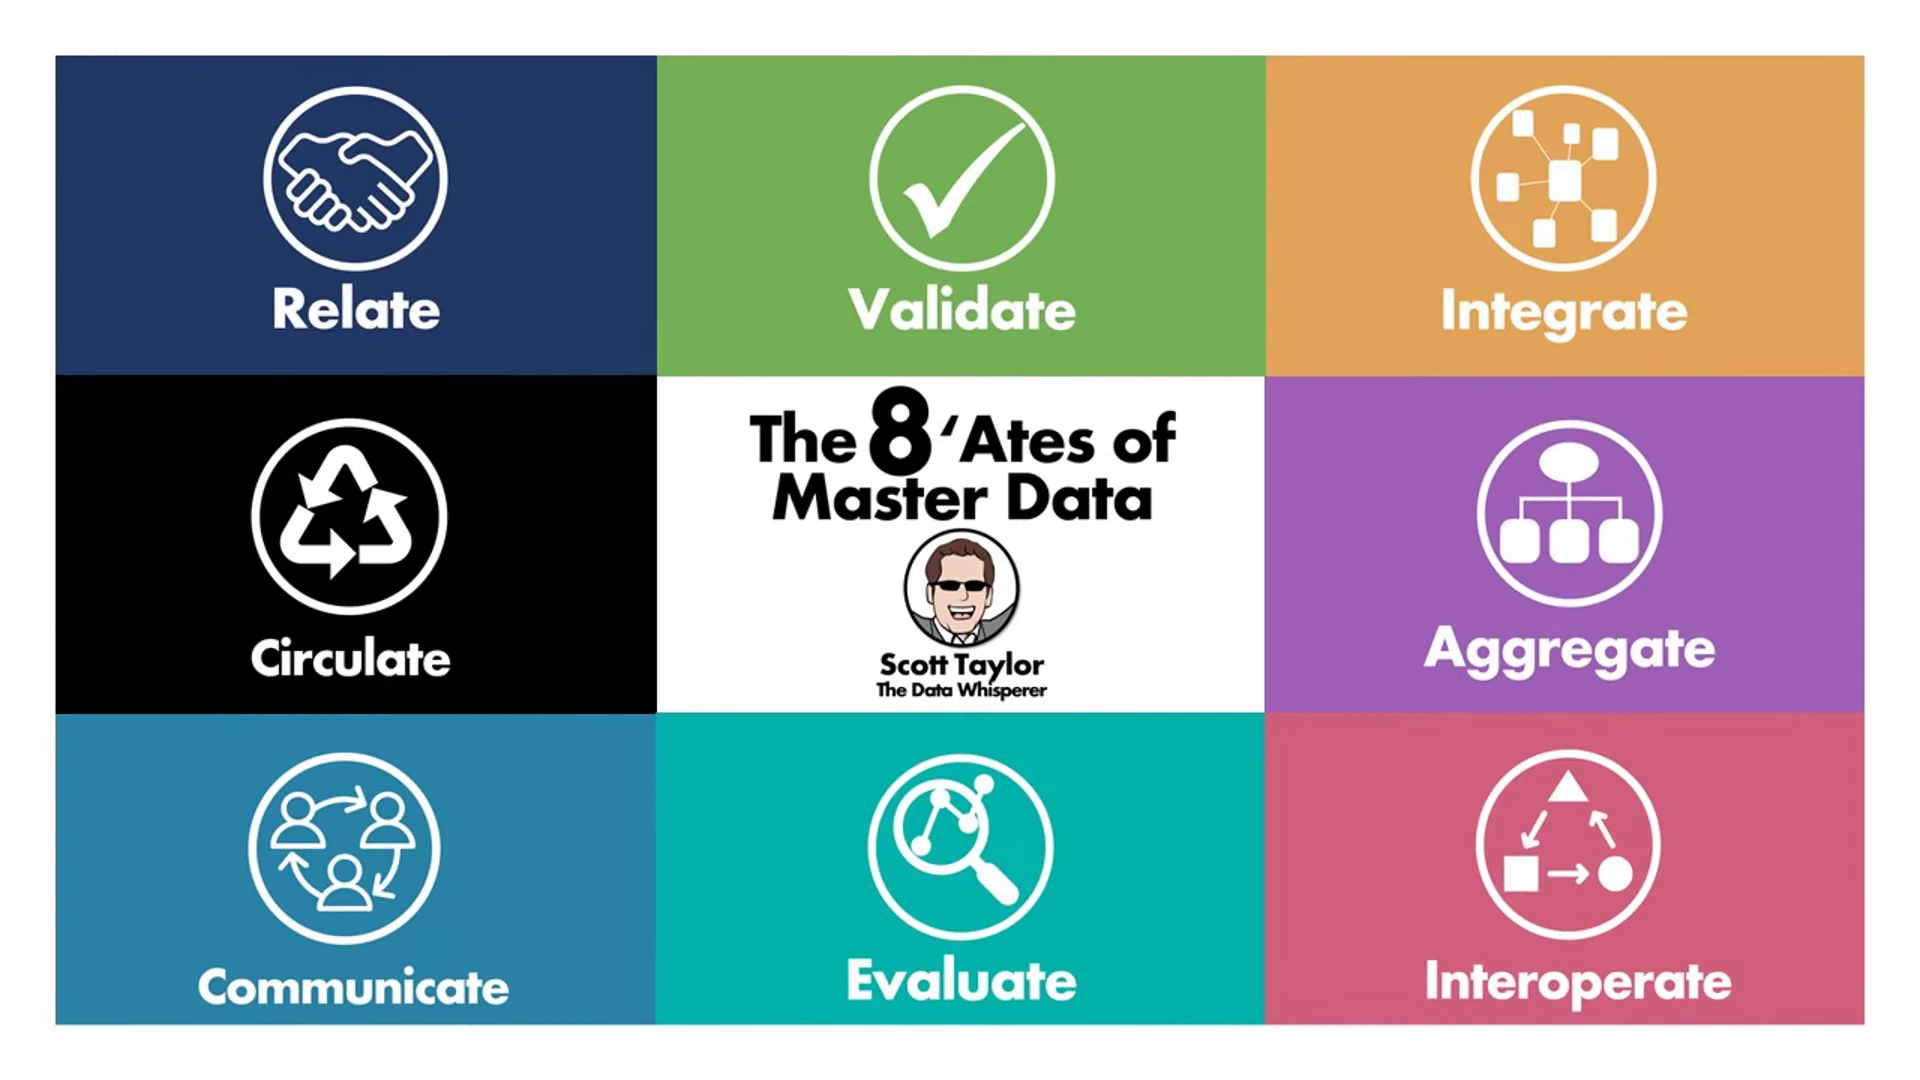 Relate
Validate
Integrate
Circulate
The 8 ‘Ates of
Master Data
Scott Taylor
The Data Whisperer
Aggregate
Communicate
Evaluate
Interoperate